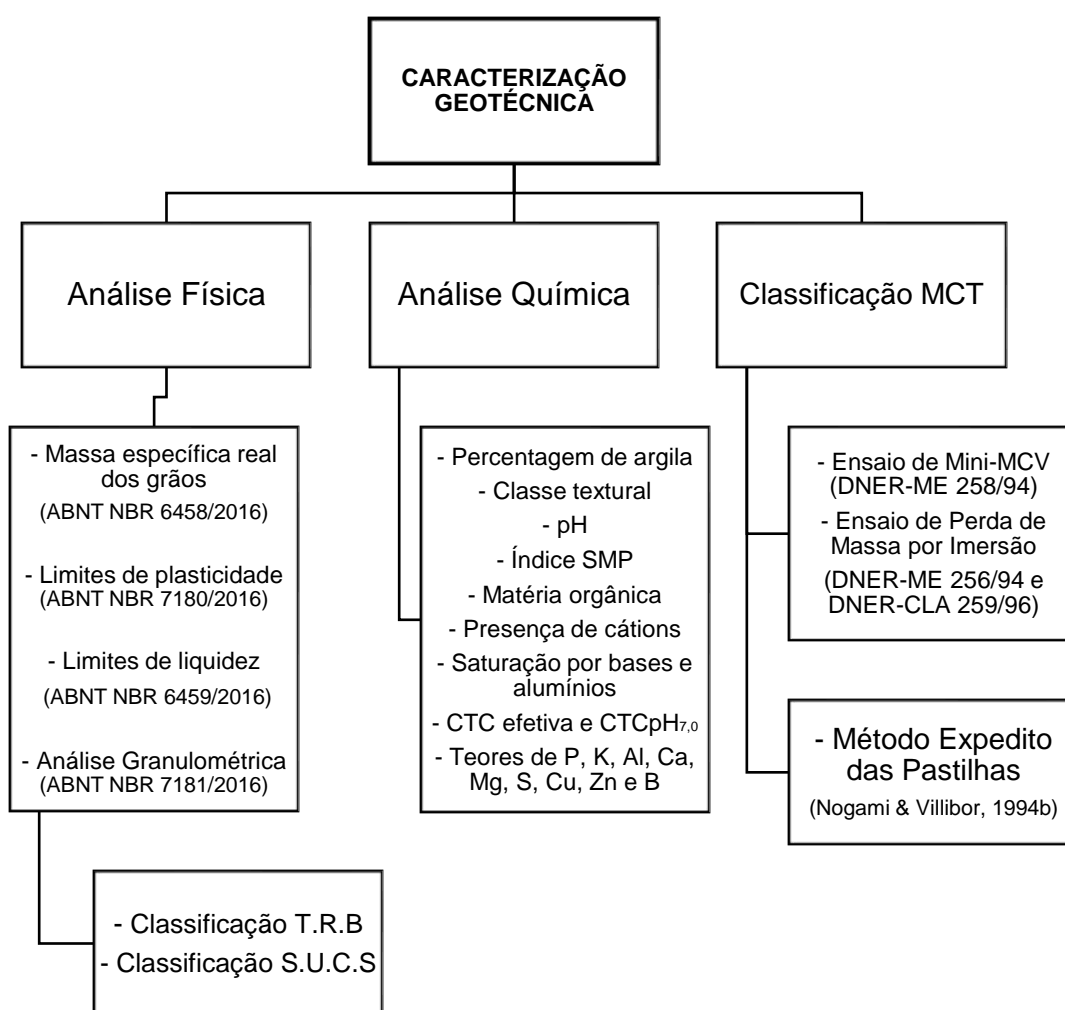 CARACTERIZAÇÃO
GEOTÉCNICA
Análise Física
Análise Química
Classificação MCT
- Massa específica real
dos grãos
(ABNT NBR 6458/2016)
- Limites de plasticidade
(ABNT NBR 7180/2016)
- Limites de liquidez
(ABNT NBR 6459/2016)
- Análise Granulométrica
(ABNT NBR 7181/2016)
- Classificação T.R.B
- Classificação S.U.C.S
- Percentagem de argila
- Classe textural
- pH
- Índice SMP
- Matéria orgânica
- Presença de cátions
- Saturação por bases e
alumínios
- CTC efetiva e CTCpH7,0
- Teores de P, K, Al, Ca,
Mg, S, Cu, Zn e B
- Ensaio de Mini-MCV
(DNER-ME 258/94)
- Ensaio de Perda de
Massa por Imersão
(DNER-ME 256/94 e
DNER-CLA 259/96)
- Método Expedito
das Pastilhas
(Nogami & Villibor, 1994b)